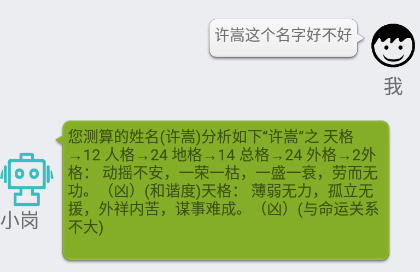 许嵩这个名字好不好
我
您测算的姓名(许嵩)分析如下“许嵩”之 天格
→12 人格→24 地格→14 总格→24 外格→2外
格： 动摇不安，一荣一枯，一盛一衰，劳而无
功。（凶）(和谐度)天格： 薄弱无力，孤立无
援，外祥内苦，谋事难成。（凶）(与命运关系
不大)
小岗